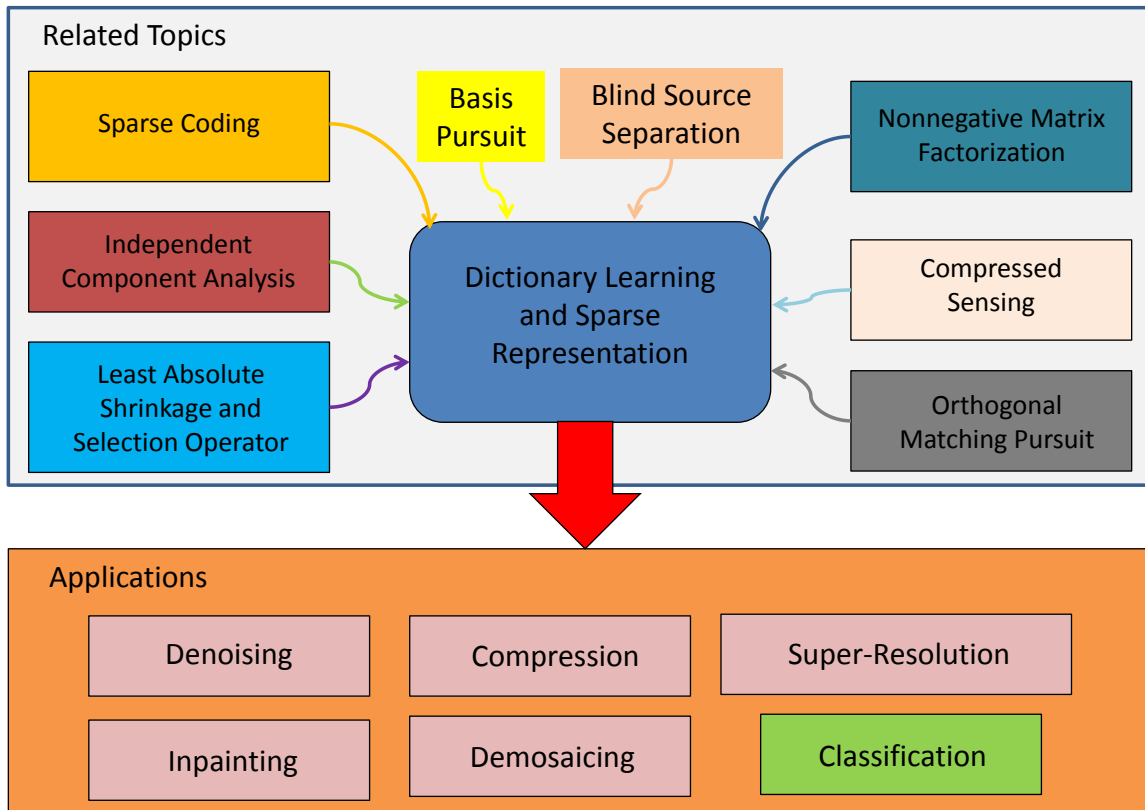 Related Topics
Sparse Coding
Basis
Pursuit
Blind Source
Separation
Nonnegative Matrix
Factorization
Independent
Component Analysis
Dictionary Learning
and Sparse
Representation
Compressed
Sensing
Least Absolute
Shrinkage and
Selection Operator
Orthogonal
Matching Pursuit
Applications
Denoising
Compression
Super-Resolution
Inpainting
Demosaicing
Classification